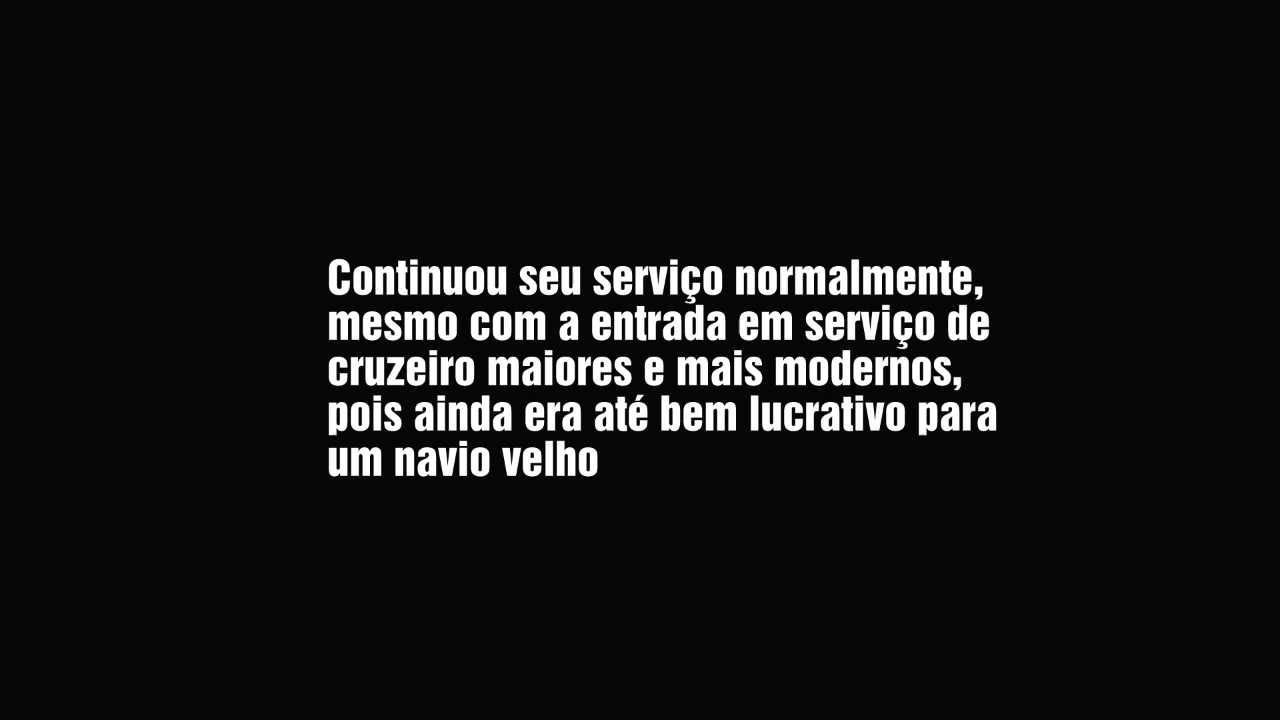 Continuou seu serviço normalmente,
mesmo com a entrada em serviço de
cruzeiro maiores e mais modernos,
pois ainda era até bem lucrativo para
um navio velho